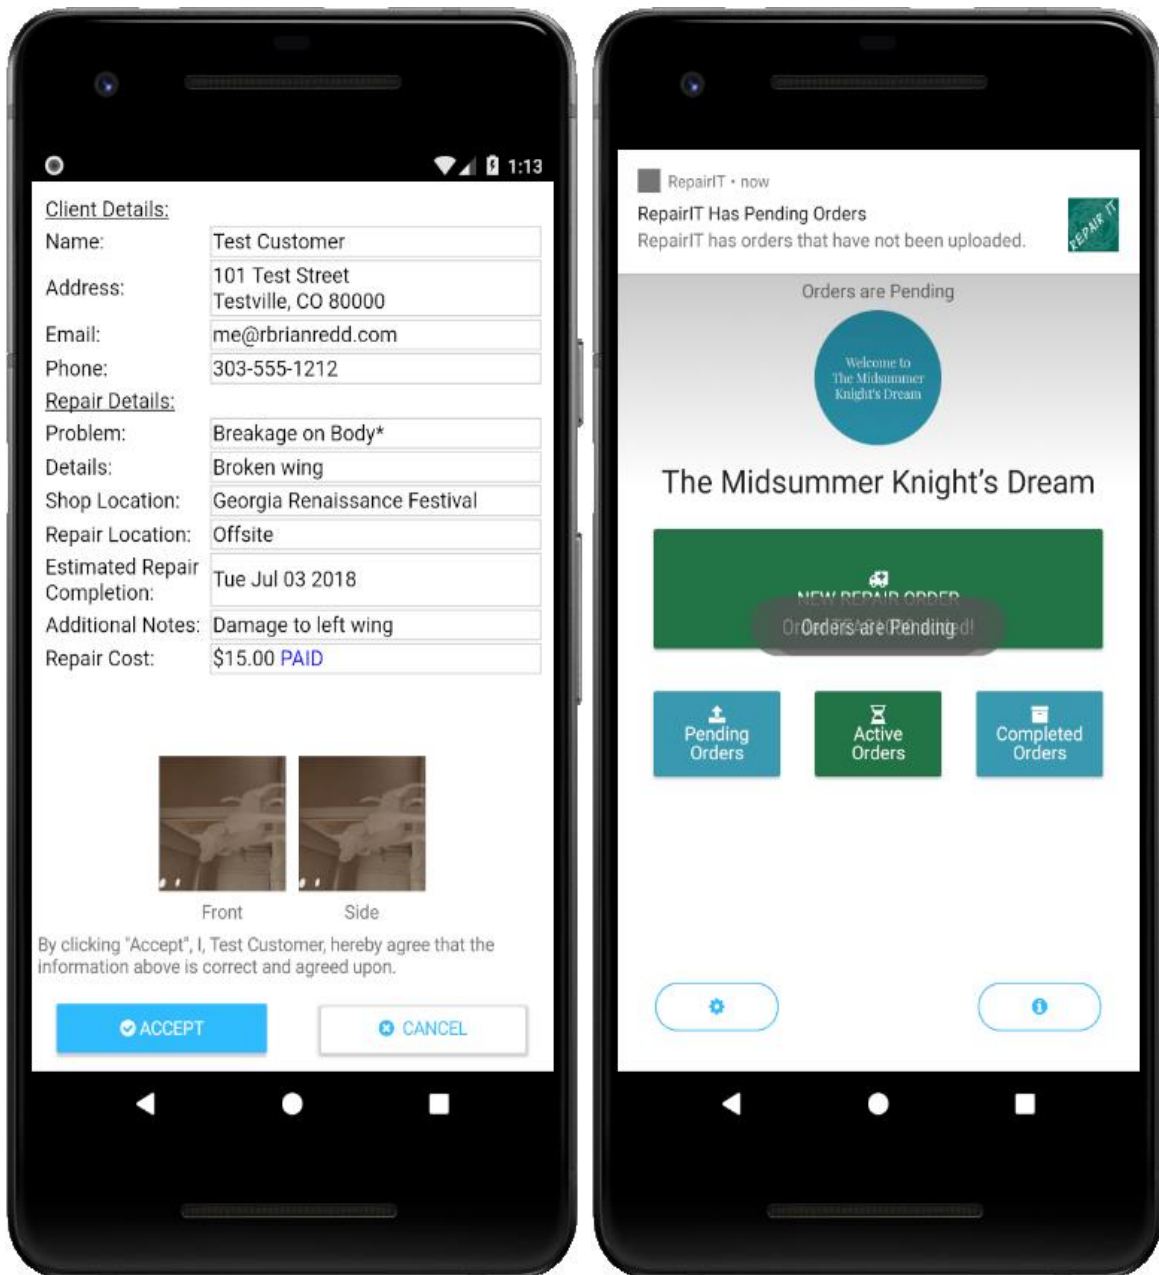 1:13
Client Details:
Name: Test Customer
Address: 101 Test Street
Testville, CO 80000
Email: me@rbrianredd.com
Phone: 303-555-1212
Repair Details:
Problem: Breakage on Body*
Details: Broken wing
Shop Location: Georgia Renaissance Festival
Repair Location: Offsite
Estimated Repair
Completion: Tue Jul 03 2018
Additional Notes: Damage to left wing
Repair Cost: $15.00 PAID
Front Side
By clicking "Accept", I, Test Customer, hereby agree that the
information above is correct and agreed upon.
ACCEPT CANCEL
RepairIT • now
RepairIT Has Pending Orders
RepairIT has orders that have not been uploaded.
REPAIR IT
Orders are Pending
Welcome to
The Midsummer
Knight's Dream
The Midsummer Knight's Dream
NEW REPAIR ORDER
Orders are Pending
Pending
Orders
Active
Orders
Completed
Orders